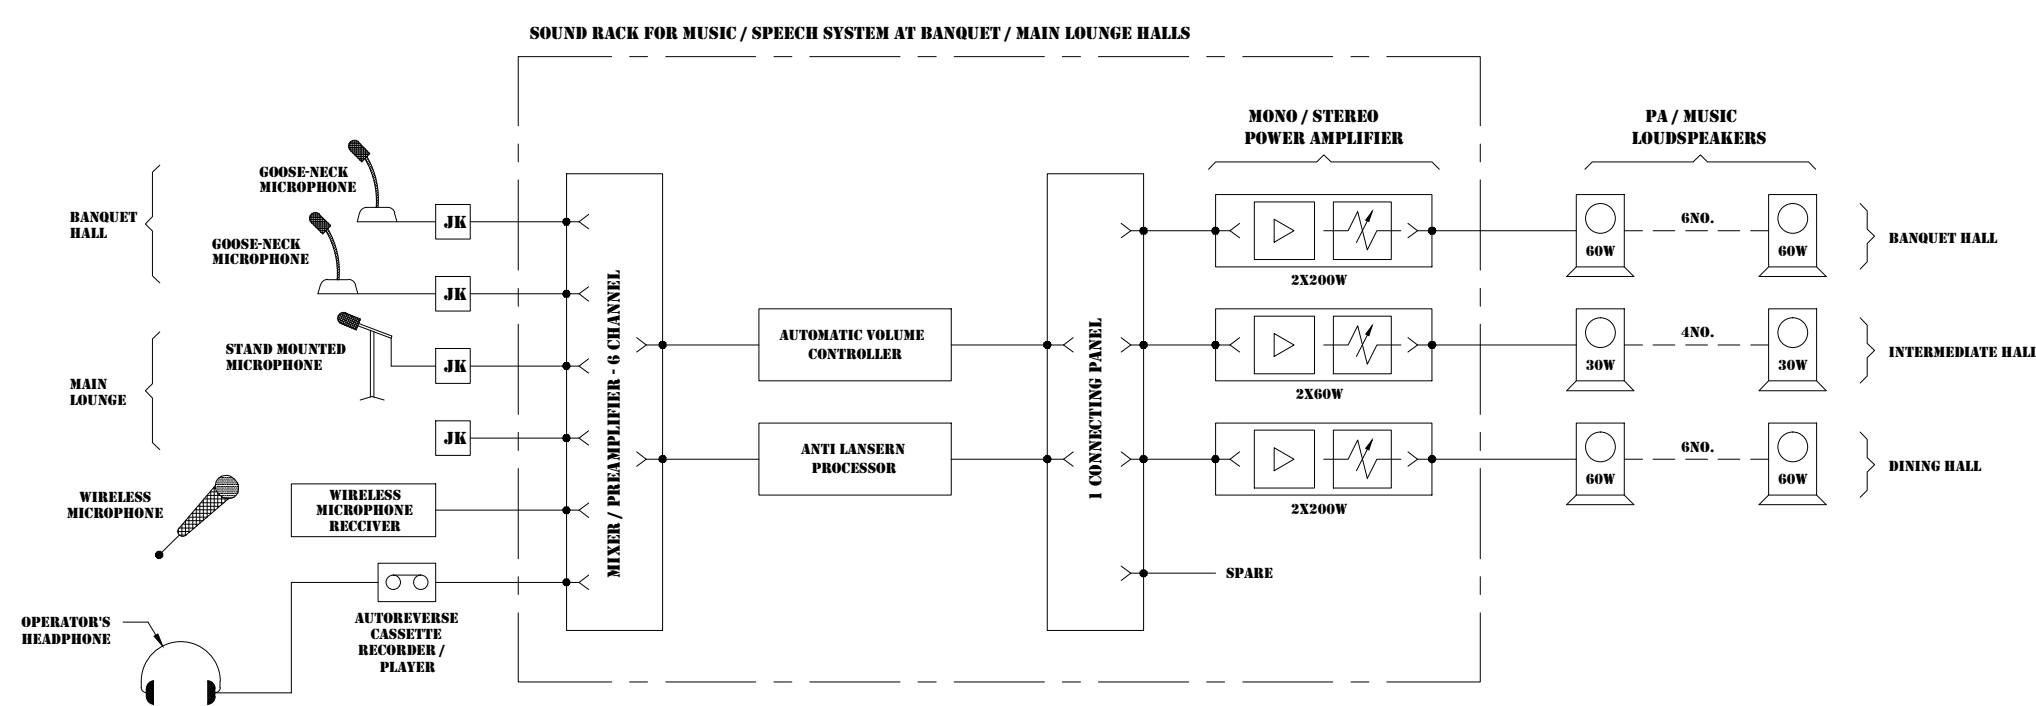 SOUND RACK FOR MUSIC / SPEECH SYSTEM AT BANQUET / MAIN LOUNGE HALLS
MONO / STEREO
POWER AMPLIFIER
PA / MUSIC
LOUDSPEAKERS
BANQUET
HALL
GOOSE-NECK
MICROPHONE
JK
GOOSE-NECK
MICROPHONE
JK
MAIN
LOUNGE
STAND MOUNTED
MICROPHONE
JK
JK
WIRELESS
MICROPHONE
WIRELESS
MICROPHONE
RECCIVER
OPERATOR'S
HEADPHONE
AUTOREVERSE
CASSETTE
RECORDER /
PLAYER
MIXER / PREAMPLIFIER - 6 CHANNEL
AUTOMATIC VOLUME
CONTROLLER
ANTI LANSERN
PROCESSOR
1 CONNECTING PANEL
2X200W
2X60W
2X200W
SPARE
60W
6NO.
60W
BANQUET HALL
30W
4NO.
30W
INTERMEDIATE HALL
60W
6NO.
60W
DINING HALL